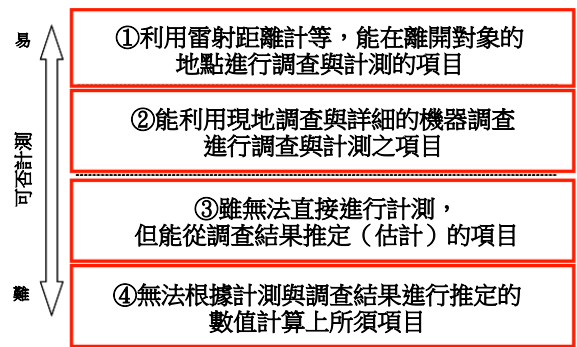 易
可否計測
難
①利用雷射距離計等，能在離開對象的
地點進行調查與計測的項目
②能利用現地調查與詳細的機器調查
進行調查與計測之項目
③雖無法直接進行計測，
但能從調查結果推定（估計）的項目
④無法根據計測與調查結果進行推定的
數值計算上所須項目